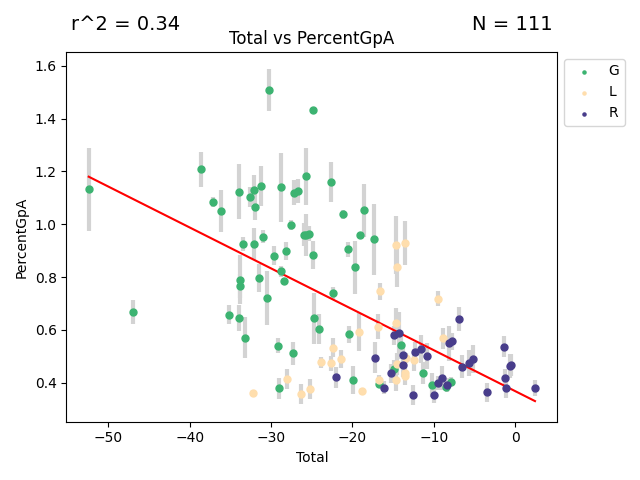 r^2 = 0.34 N = 111
Total vs PercentGpA
1.6
1.4
1.2
1.0
0.8
0.6
0.4
PercentGpA
−50 −40 −30 −20 −10 0
Total
G
L
R